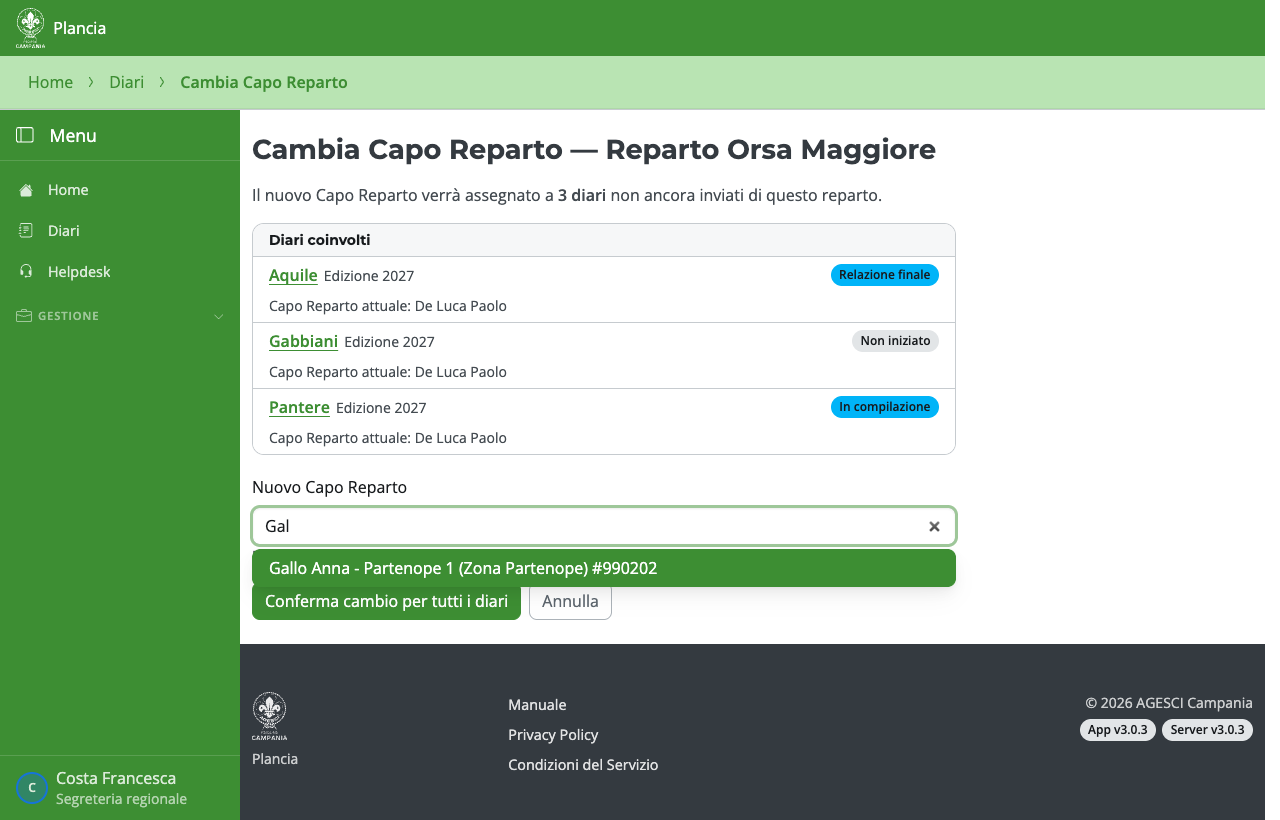 CAMPANIA
Plancia
Home > Diari > Cambia Capo Reparto
Menu
Home
Diari
Helpdesk
GESTIONE
Cambia Capo Reparto — Reparto Orsa Maggiore
Il nuovo Capo Reparto verrà assegnato a 3 diari non ancora inviati di questo reparto.
Diari coinvolti
Aquile Edizione 2027 Relazione finale
Capo Reparto attuale: De Luca Paolo
Gabbiani Edizione 2027 Non iniziato
Capo Reparto attuale: De Luca Paolo
Pantere Edizione 2027 In compilazione
Capo Reparto attuale: De Luca Paolo
Nuovo Capo Reparto
Gal
Gallo Anna - Partenope 1 (Zona Partenope) #990202
Conferma cambio per tutti i diari Annulla
C
Costa Francesca
Segreteria regionale
CAMPANIA
Plancia
Manuale
Privacy Policy
Condizioni del Servizio
© 2026 AGESCI Campania
App v3.0.3 Server v3.0.3